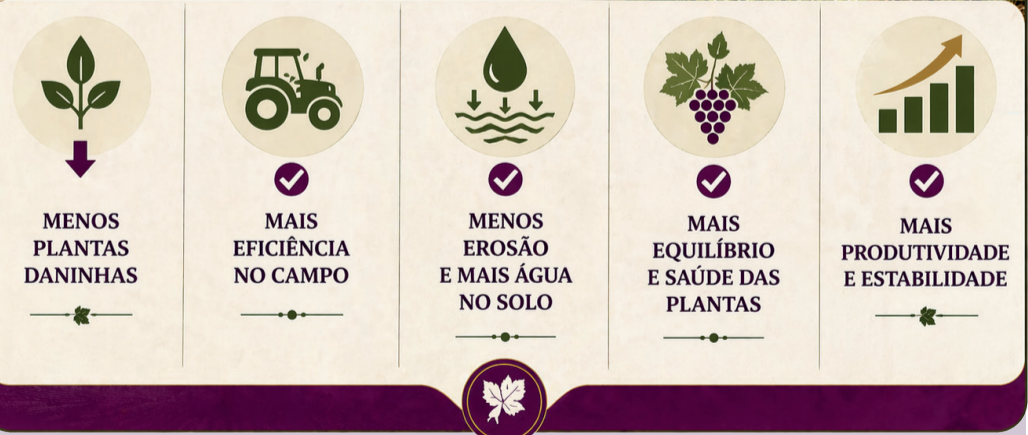 MENOS
PLANTAS
DANINHAS
MAIS
EFICIÊNCIA
NO CAMPO
MENOS
EROSÃO
E MAIS ÁGUA
NO SOLO
MAIS
EQUILÍBRIO
E SAÚDE DAS
PLANTAS
MAIS
PRODUTIVIDADE
E ESTABILIDADE